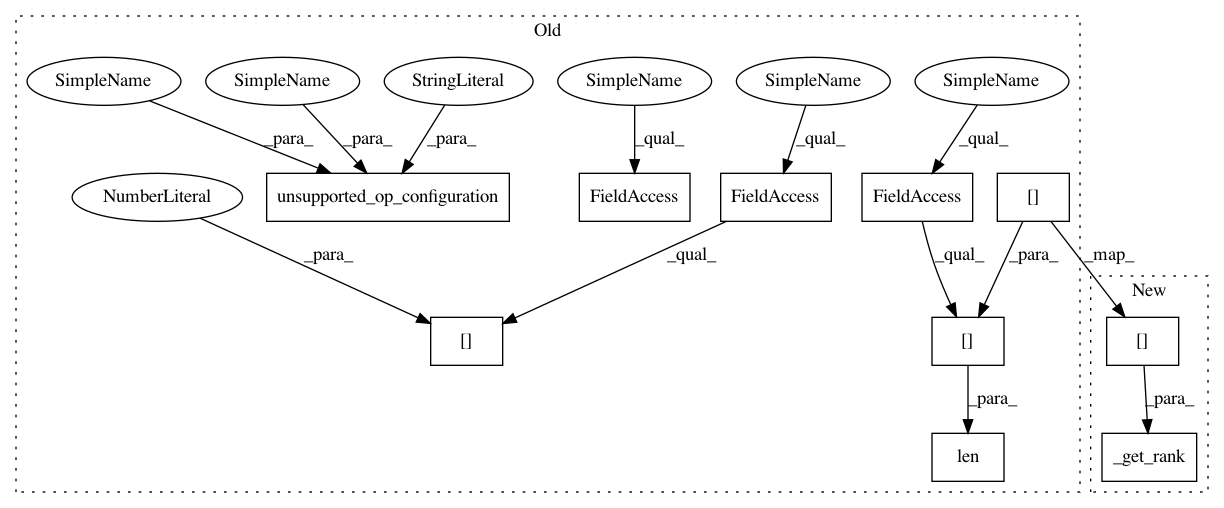 Old
SimpleName
SimpleName
StringLiteral
SimpleName
SimpleName
SimpleName
_para_
_para_
_para_
_qual_
_qual_
_qual_
NumberLiteral
unsupported_op_configuration
FieldAccess
FieldAccess
FieldAccess
[]
_para_
_qual_
_qual_
_para_
_map_
New
[]
[]
[]
_para_
_para_
len
_get_rank